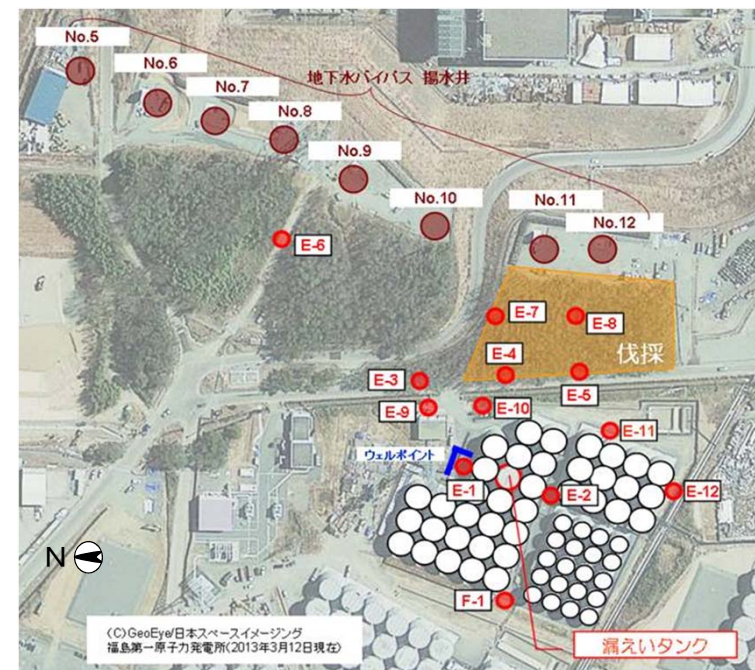 No.5
No.6
No.7
No.8
地下水バイパス 揚水井
No.9
No.10
No.11
No.12
E-6
E-7
E-8
伐採
E-4
E-3
E-5
E-9
E-10
E-11
ウェルポイント
E-1
E-2
E-12
N
F-1
(C)GeoEye/日本スペースイメージング
福島第一原子力発電所(2013年3月12日現在)
漏えいタンク